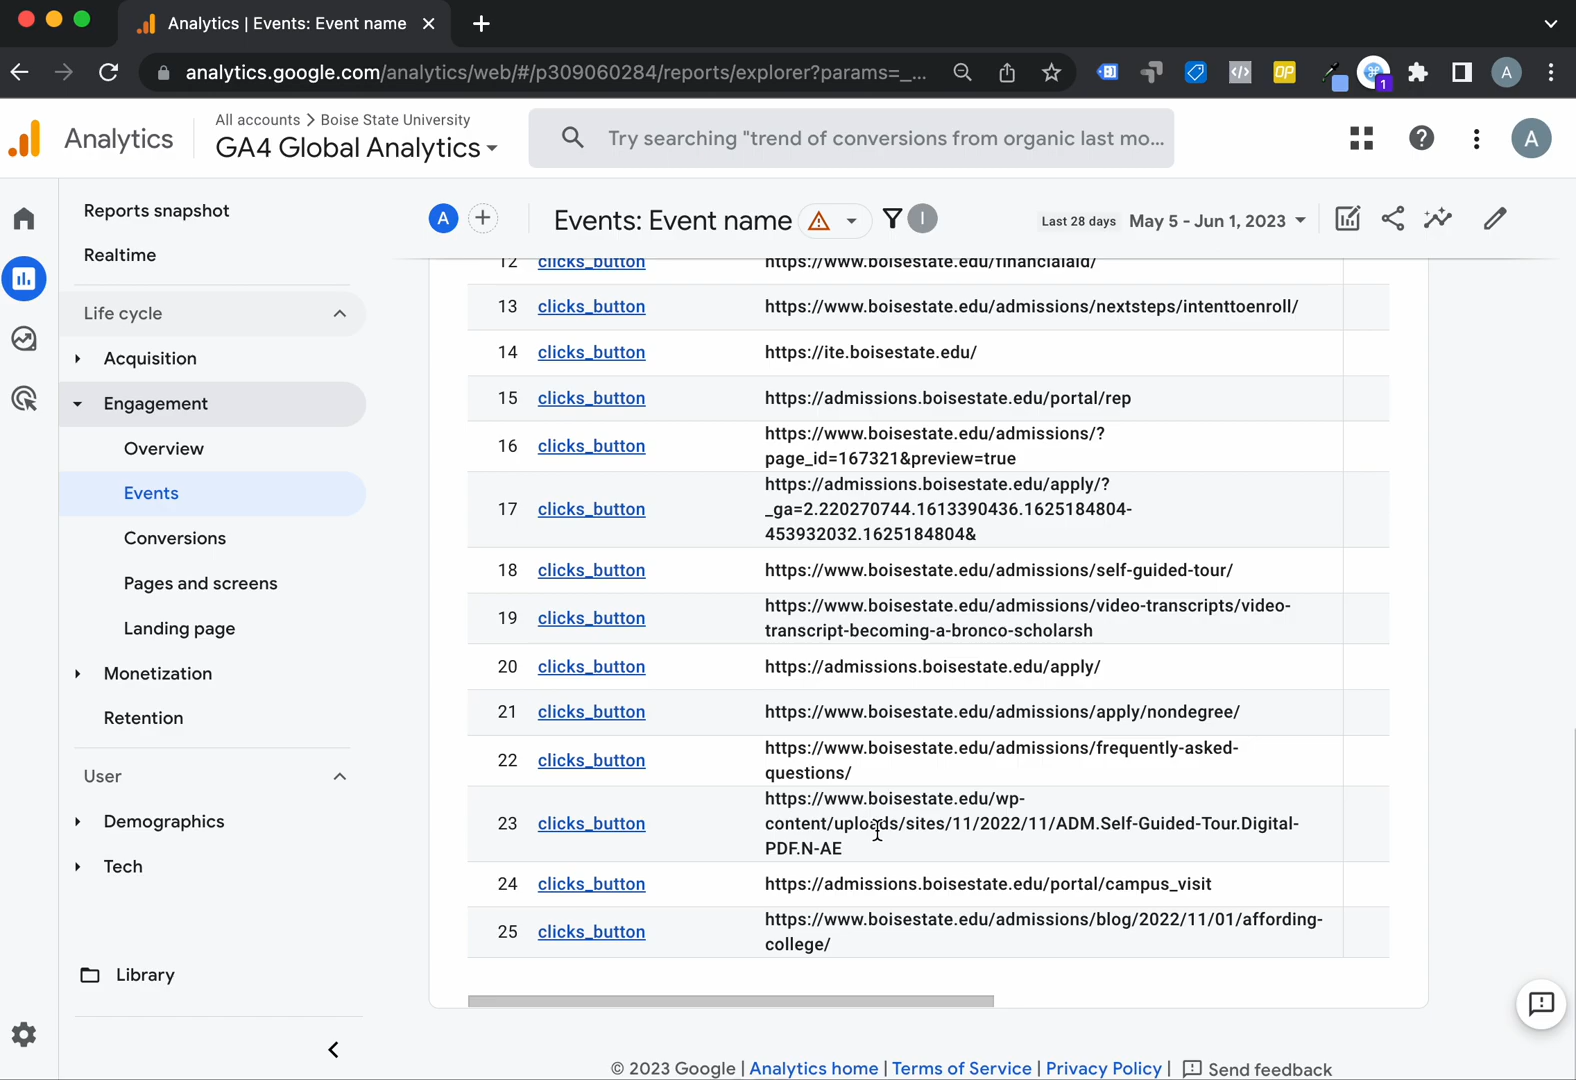 Analytics | Events: Event name
analytics.google.com/analytics/web/#/p309060284/reports/explorer?params=_...
OP
1
A
Analytics
All accounts > Boise State University
GA4 Global Analytics
Try searching "trend of conversions from organic last mo...
A
Reports snapshot
Realtime
Life cycle
Acquisition
Engagement
Overview
Events
Conversions
Pages and screens
Landing page
Monetization
Retention
User
Demographics
Tech
Library
A
Events: Event name
I
Last 28 days May 5 - Jun 1, 2023
12 clicks_button https://www.boisestate.edu/financialaid/
13 clicks_button https://www.boisestate.edu/admissions/nextsteps/intenttoenroll/
14 clicks_button https://ite.boisestate.edu/
15 clicks_button https://admissions.boisestate.edu/portal/rep
16 clicks_button https://www.boisestate.edu/admissions/?
page_id=167321&preview=true
17 clicks_button https://admissions.boisestate.edu/apply/?
_ga=2.220270744.1613390436.1625184804-
453932032.1625184804&
18 clicks_button https://www.boisestate.edu/admissions/self-guided-tour/
19 clicks_button https://www.boisestate.edu/admissions/video-transcripts/video-
transcript-becoming-a-bronco-scholarsh
20 clicks_button https://admissions.boisestate.edu/apply/
21 clicks_button https://www.boisestate.edu/admissions/apply/nondegree/
22 clicks_button https://www.boisestate.edu/admissions/frequently-asked-
questions/
23 clicks_button https://www.boisestate.edu/wp-
content/uploads/sites/11/2022/11/ADM.Self-Guided-Tour.Digital-
PDF.N-AE
24 clicks_button https://admissions.boisestate.edu/portal/campus_visit
25 clicks_button https://www.boisestate.edu/admissions/blog/2022/11/01/affording-
college/
© 2023 Google | Analytics home | Terms of Service | Privacy Policy | Send feedback